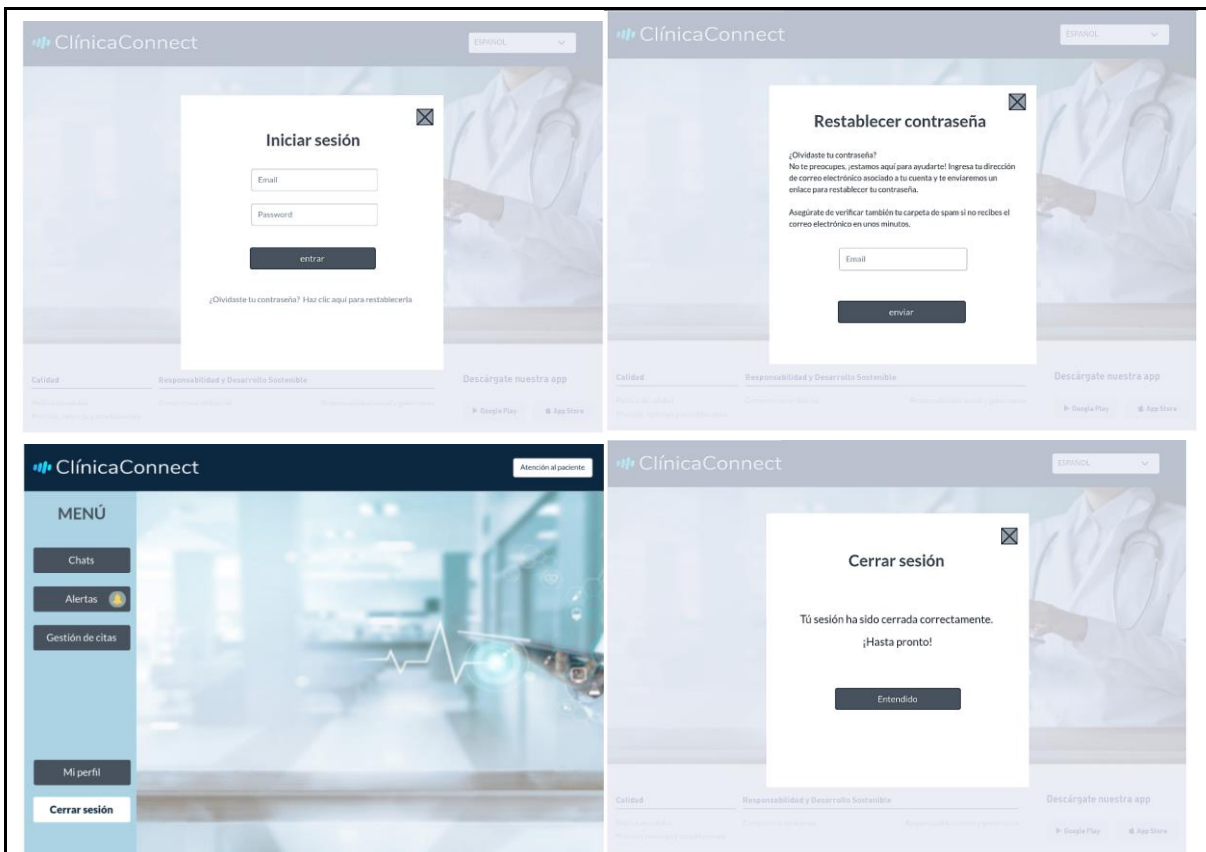 ClínicaConnect
ESPAÑOL
Iniciar sesión
Email
Password
entrar
¿Olvidaste tu contraseña? Haz clic aquí para restablecerla
Calidad
Responsabilidad y Desarrollo Sostenible
Descárgate nuestra app
Google Play
App Store
ClínicaConnect
ESPAÑOL
Restablecer contraseña
¿Olvidaste tu contraseña?
No te preocupes, ¡estamos aquí para ayudarte! Ingresa tu dirección
de correo electrónico asociado a tu cuenta y te enviaremos un
enlace para restablecer tu contraseña.
Asegúrate de verificar también tu carpeta de spam si no recibes el
correo electrónico en unos minutos.
Email
enviar
Calidad
Responsabilidad y Desarrollo Sostenible
Descárgate nuestra app
Google Play
App Store
ClínicaConnect
Atención al paciente
MENÚ
Chats
Alertas
Gestión de citas
Mi perfil
Cerrar sesión
ClínicaConnect
ESPAÑOL
Cerrar sesión
Tú sesión ha sido cerrada correctamente.
¡Hasta pronto!
Entendido
Calidad
Responsabilidad y Desarrollo Sostenible
Descárgate nuestra app
Google Play
App Store